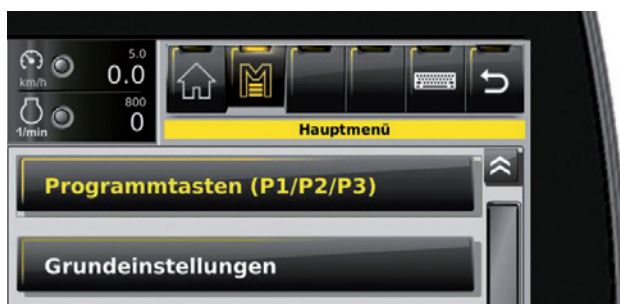 5.0
km/h 0.0
800
1/min 0
Hauptmenü
Programmtasten (P1/P2/P3)
Grundeinstellungen